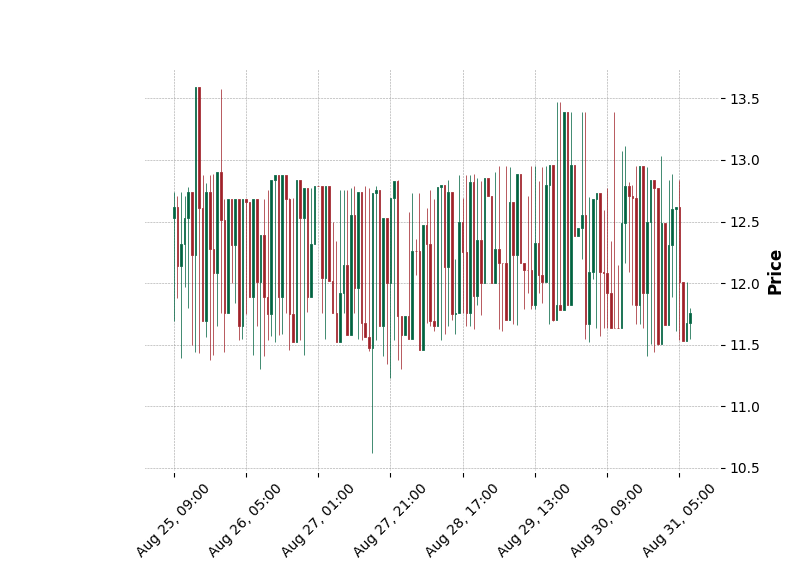 13.5
13.0
12.5
12.0
11.5
11.0
10.5
Price
Aug 25, 09:00
Aug 26, 05:00
Aug 27, 01:00
Aug 27, 21:00
Aug 28, 17:00
Aug 29, 13:00
Aug 30, 09:00
Aug 31, 05:00